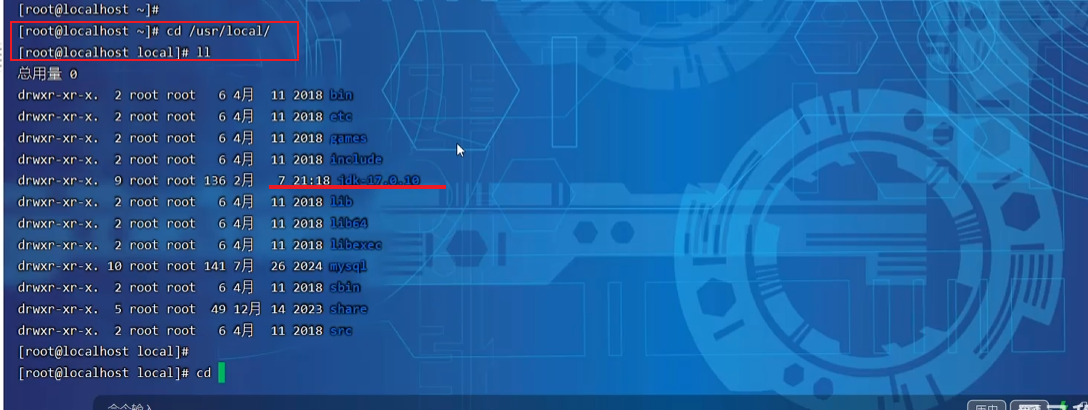 [root@localhost ~]#
[root@localhost ~]# cd /usr/local/
[root@localhost local]# ll
总用量 0
drwxr-xr-x.  2 root root   6 4月  11 2018 bin
drwxr-xr-x.  2 root root   6 4月  11 2018 etc
drwxr-xr-x.  2 root root   6 4月  11 2018 games
drwxr-xr-x.  2 root root   6 4月  11 2018 include
drwxr-xr-x.  9 root root 136 2月   7 21:18 jdk-17.0.10
drwxr-xr-x.  2 root root   6 4月  11 2018 lib
drwxr-xr-x.  2 root root   6 4月  11 2018 lib64
drwxr-xr-x.  2 root root   6 4月  11 2018 libexec
drwxr-xr-x. 10 root root 141 7月  26 2024 mysql
drwxr-xr-x.  2 root root   6 4月  11 2018 sbin
drwxr-xr-x.  5 root root  49 12月 14 2023 share
drwxr-xr-x.  2 root root   6 4月  11 2018 src
[root@localhost local]#
[root@localhost local]# cd